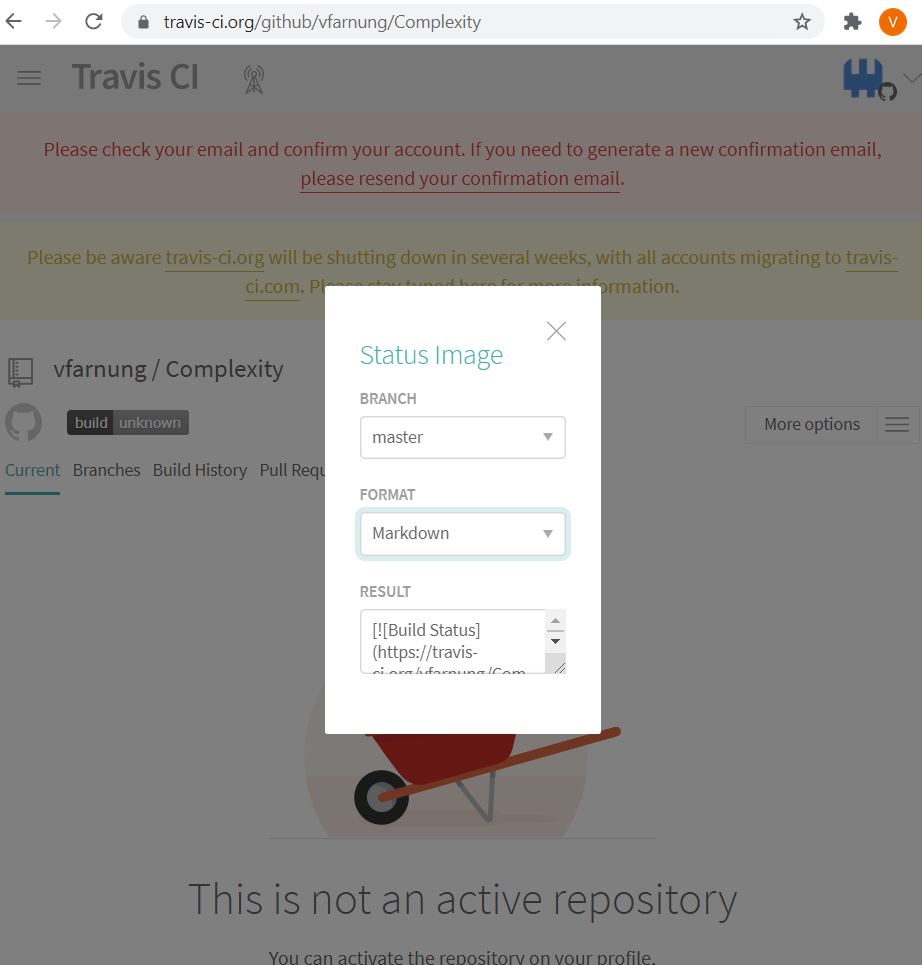 travis-ci.org/github/vfarnung/Complexity
V
Travis CI
Please check your email and confirm your account. If you need to generate a new confirmation email,
please resend your confirmation email.
Please be aware travis-ci.org will be shutting down in several weeks, with all accounts migrating to travis-
ci.com. Please stay tuned here for more information.
Status Image
BRANCH
master
FORMAT
Markdown
RESULT
[![Build Status]
(https://travis-
ci.org/vfarnung/Com
vfarnung / Complexity
build unknown
More options
Current Branches Build History Pull Requ
This is not an active repository
You can activate the repository on your profile.